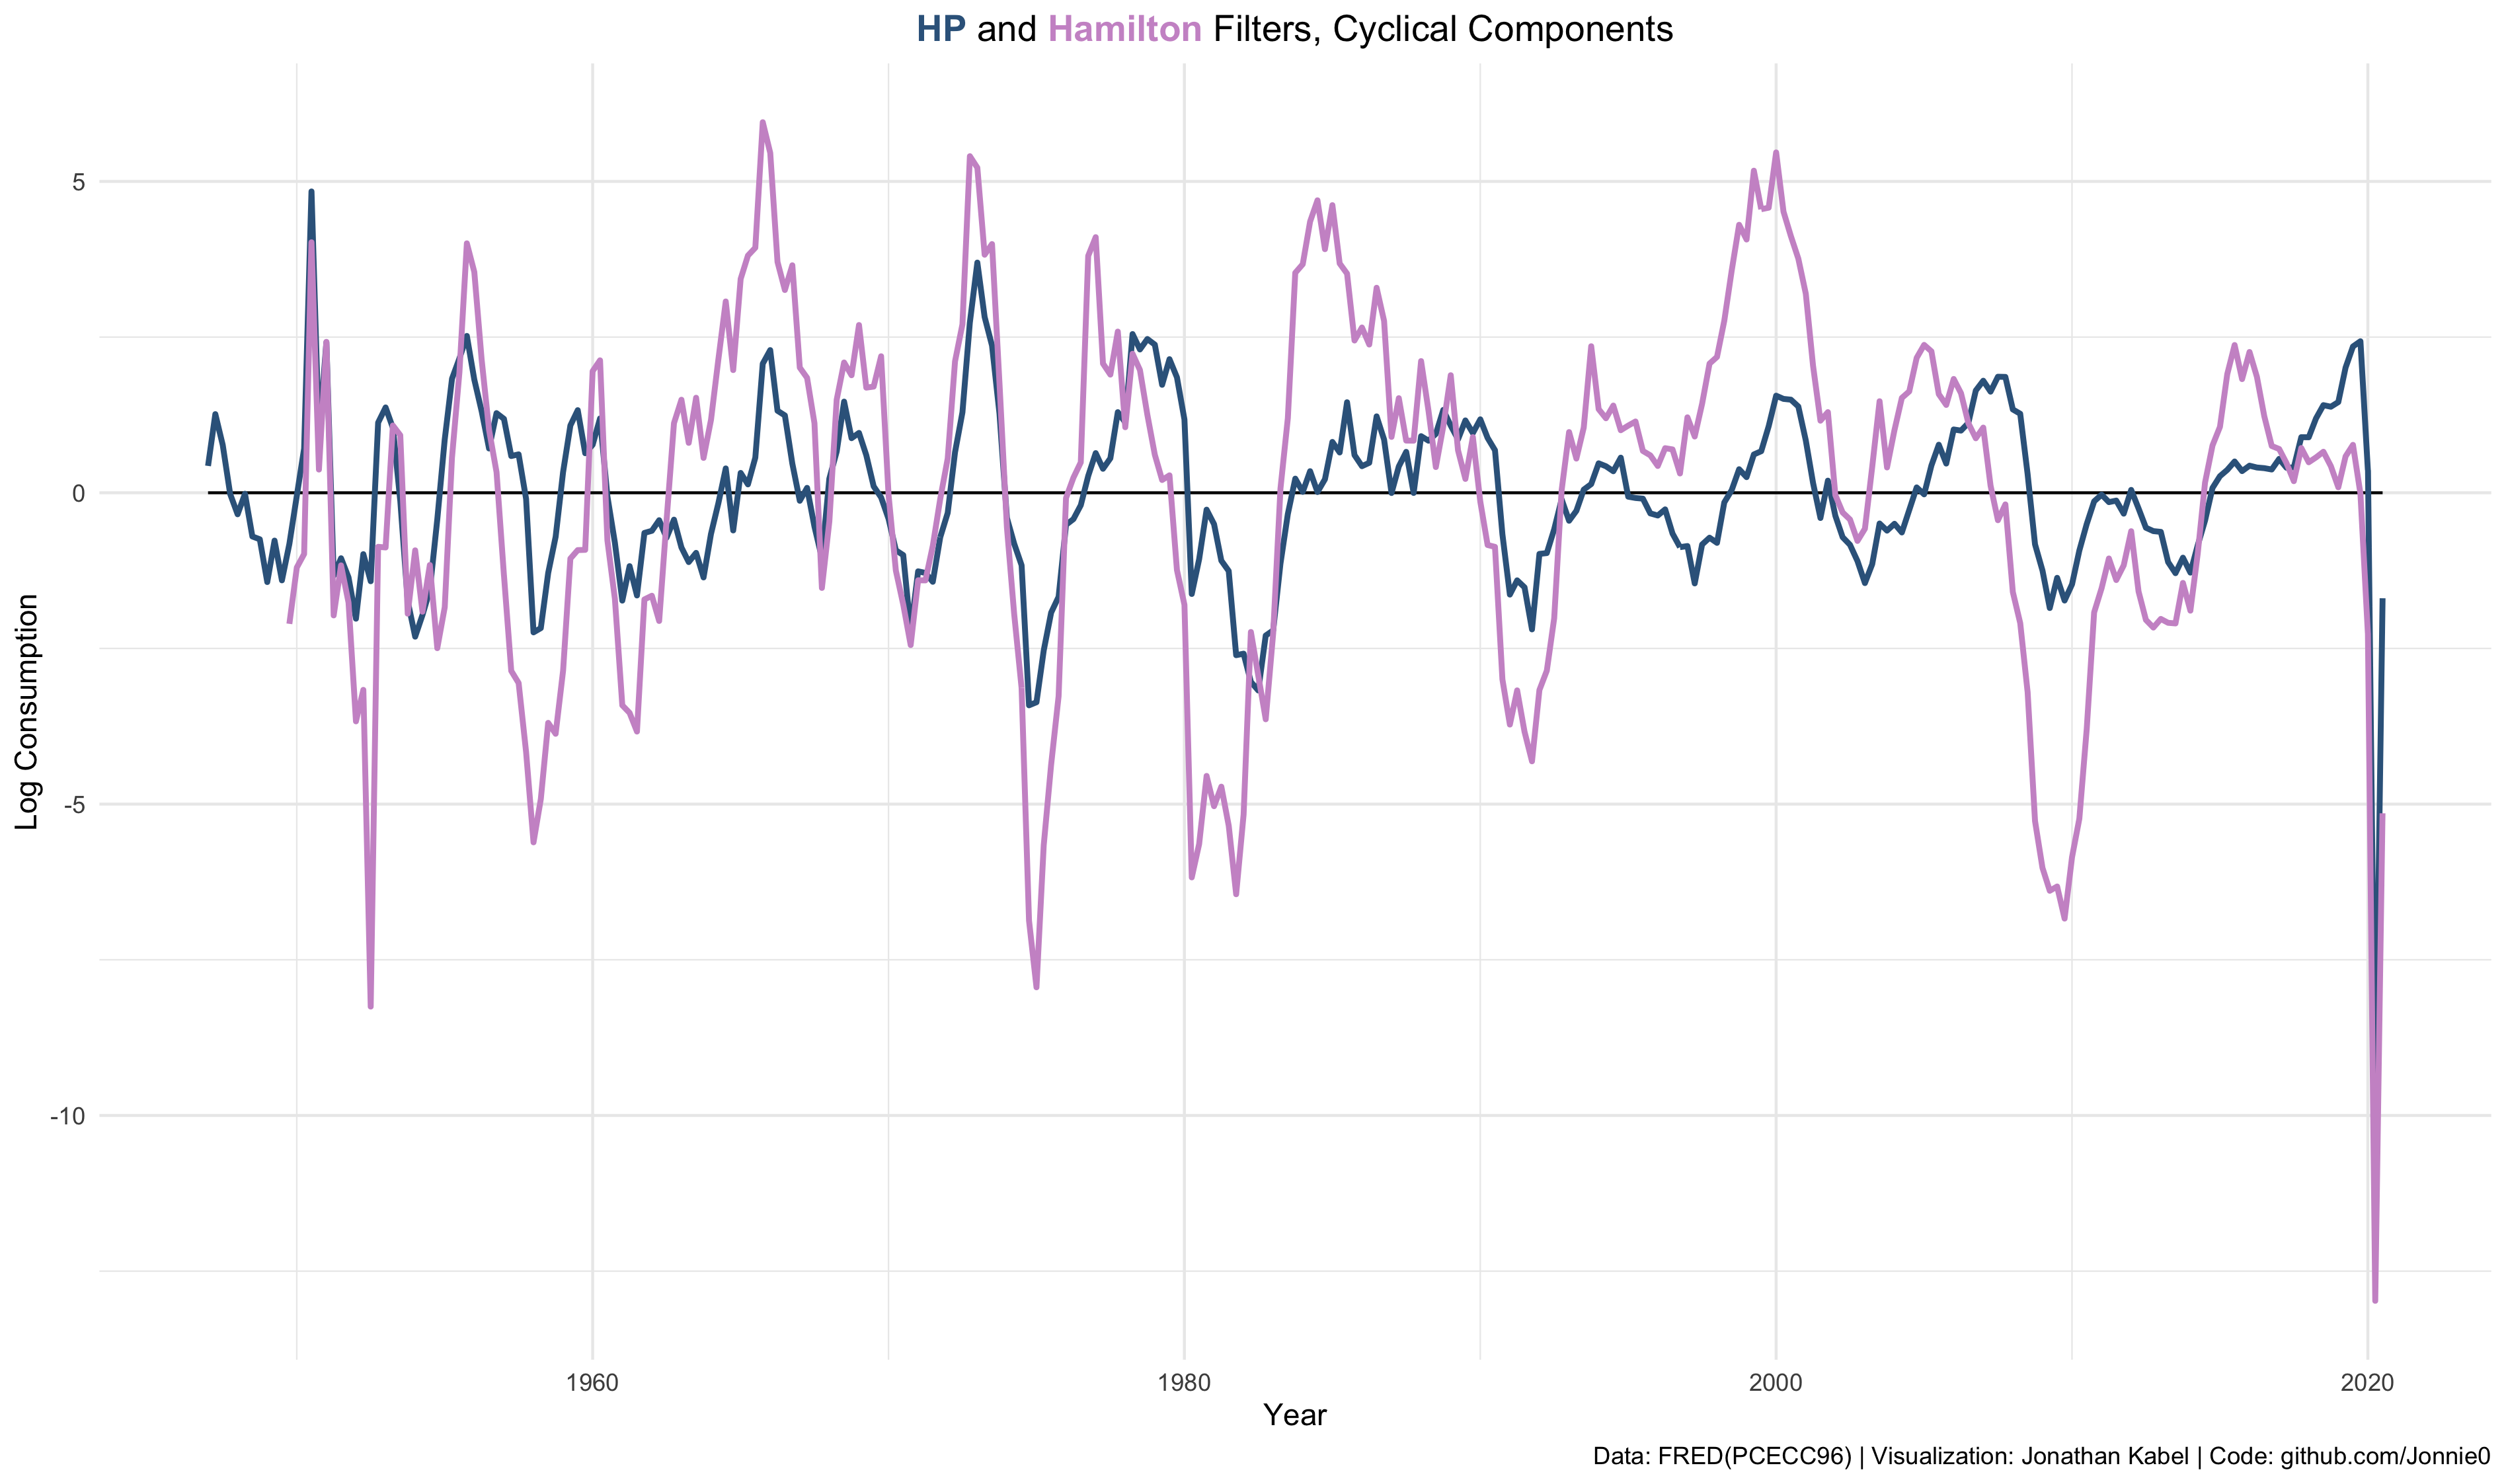 HP and Hamilton Filters, Cyclical Components
Log Consumption
5
0
-5
-10
1960
1980
2000
2020
Year
Data: FRED(PCECC96) | Visualization: Jonathan Kabel | Code: github.com/Jonnie0